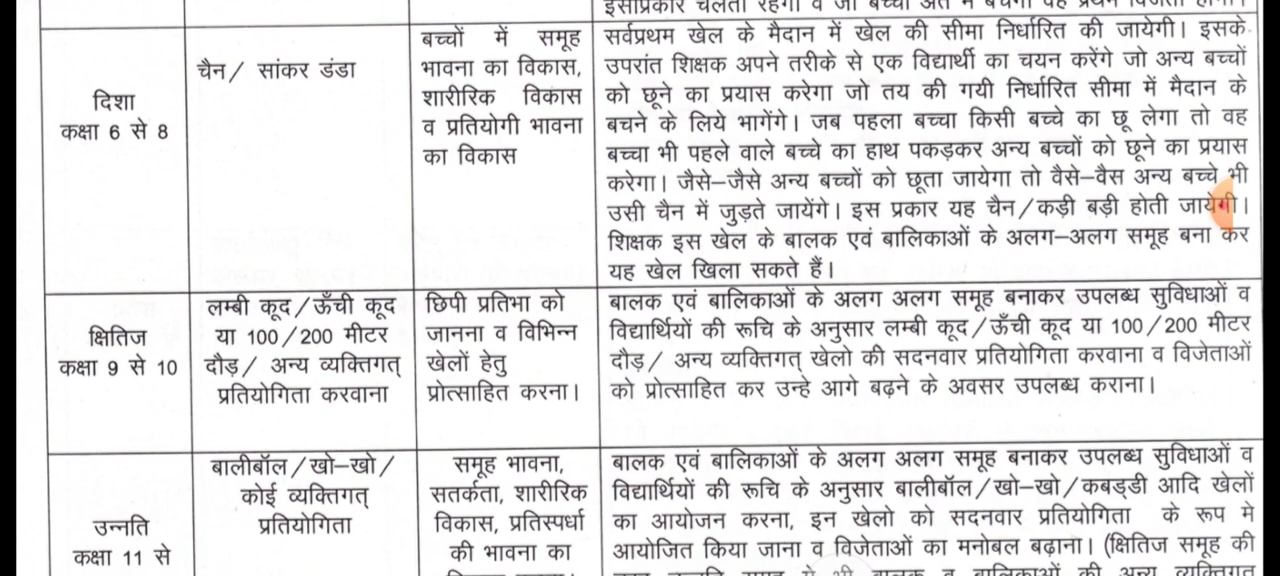 इसीप्रकार चलता रहेगा व जो बच्चा अंत में बचेगा वह प्रथम विजेता होगा।
दिशा
कक्षा 6 से 8
चैन/ सांकर डंडा
बच्चों में समूह
भावना का विकास,
शारीरिक विकास
व प्रतियोगी भावना
का विकास
सर्वप्रथम खेल के मैदान में खेल की सीमा निर्धारित की जायेगी। इसके
उपरांत शिक्षक अपने तरीके से एक विद्यार्थी का चयन करेंगे जो अन्य बच्चों
को छूने का प्रयास करेगा जो तय की गयी निर्धारित सीमा में मैदान के
बचने के लिये भागेंगे। जब पहला बच्चा किसी बच्चे का छू लेगा तो वह
बच्चा भी पहले वाले बच्चे का हाथ पकड़कर अन्य बच्चों को छूने का प्रयास
करेगा। जैसे–जैसे अन्य बच्चों को छूता जायेगा तो वैसे–वैस अन्य बच्चे भी
उसी चैन में जुड़ते जायेंगे। इस प्रकार यह चैन/कड़ी बड़ी होती जायेगी।
शिक्षक इस खेल के बालक एवं बालिकाओं के अलग–अलग समूह बना कर
यह खेल खिला सकते हैं।
क्षितिज
कक्षा 9 से 10
लम्बी कूद/ऊँची कूद
या 100/200 मीटर
दौड़/ अन्य व्यक्तिगत्
प्रतियोगिता करवाना
छिपी प्रतिभा को
जानना व विभिन्न
खेलों हेतु
प्रोत्साहित करना।
बालक एवं बालिकाओं के अलग अलग समूह बनाकर उपलब्ध सुविधाओं व
विद्यार्थियों की रूचि के अनुसार लम्बी कूद/ऊँची कूद या 100/200 मीटर
दौड़/ अन्य व्यक्तिगत् खेलो की सदनवार प्रतियोगिता करवाना व विजेताओं
को प्रोत्साहित कर उन्हे आगे बढ़ने के अवसर उपलब्ध कराना।
उन्नति
कक्षा 11 से
बालीबॉल/खो–खो/
कोई व्यक्तिगत्
प्रतियोगिता
समूह भावना,
सतर्कता, शारीरिक
विकास, प्रतिस्पर्धा
की भावना का
बालक एवं बालिकाओं के अलग अलग समूह बनाकर उपलब्ध सुविधाओं व
विद्यार्थियों की रूचि के अनुसार बालीबॉल/खो–खो/कबड्डी आदि खेलों
का आयोजन करना, इन खेलो को सदनवार प्रतियोगिता के रूप मे
आयोजित किया जाना व विजेताओं का मनोबल बढ़ाना। (क्षितिज समूह की
भी बालक व बालिकाओं की अन्य व्यक्तिगत